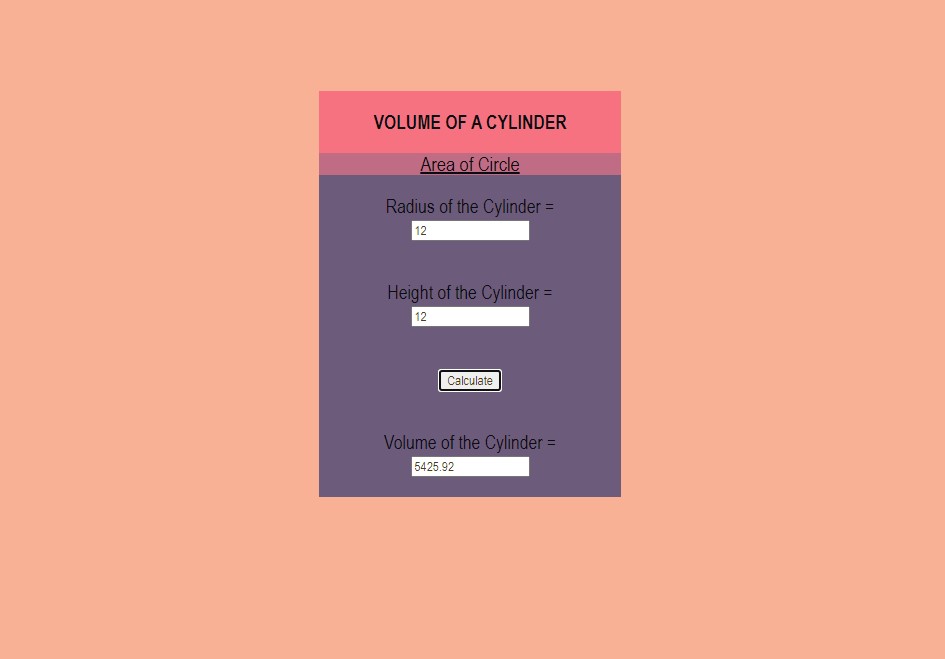 VOLUME OF A CYLINDER
Area of Circle
Radius of the Cylinder =
12
Height of the Cylinder =
12
Calculate
Volume of the Cylinder =
5425.92